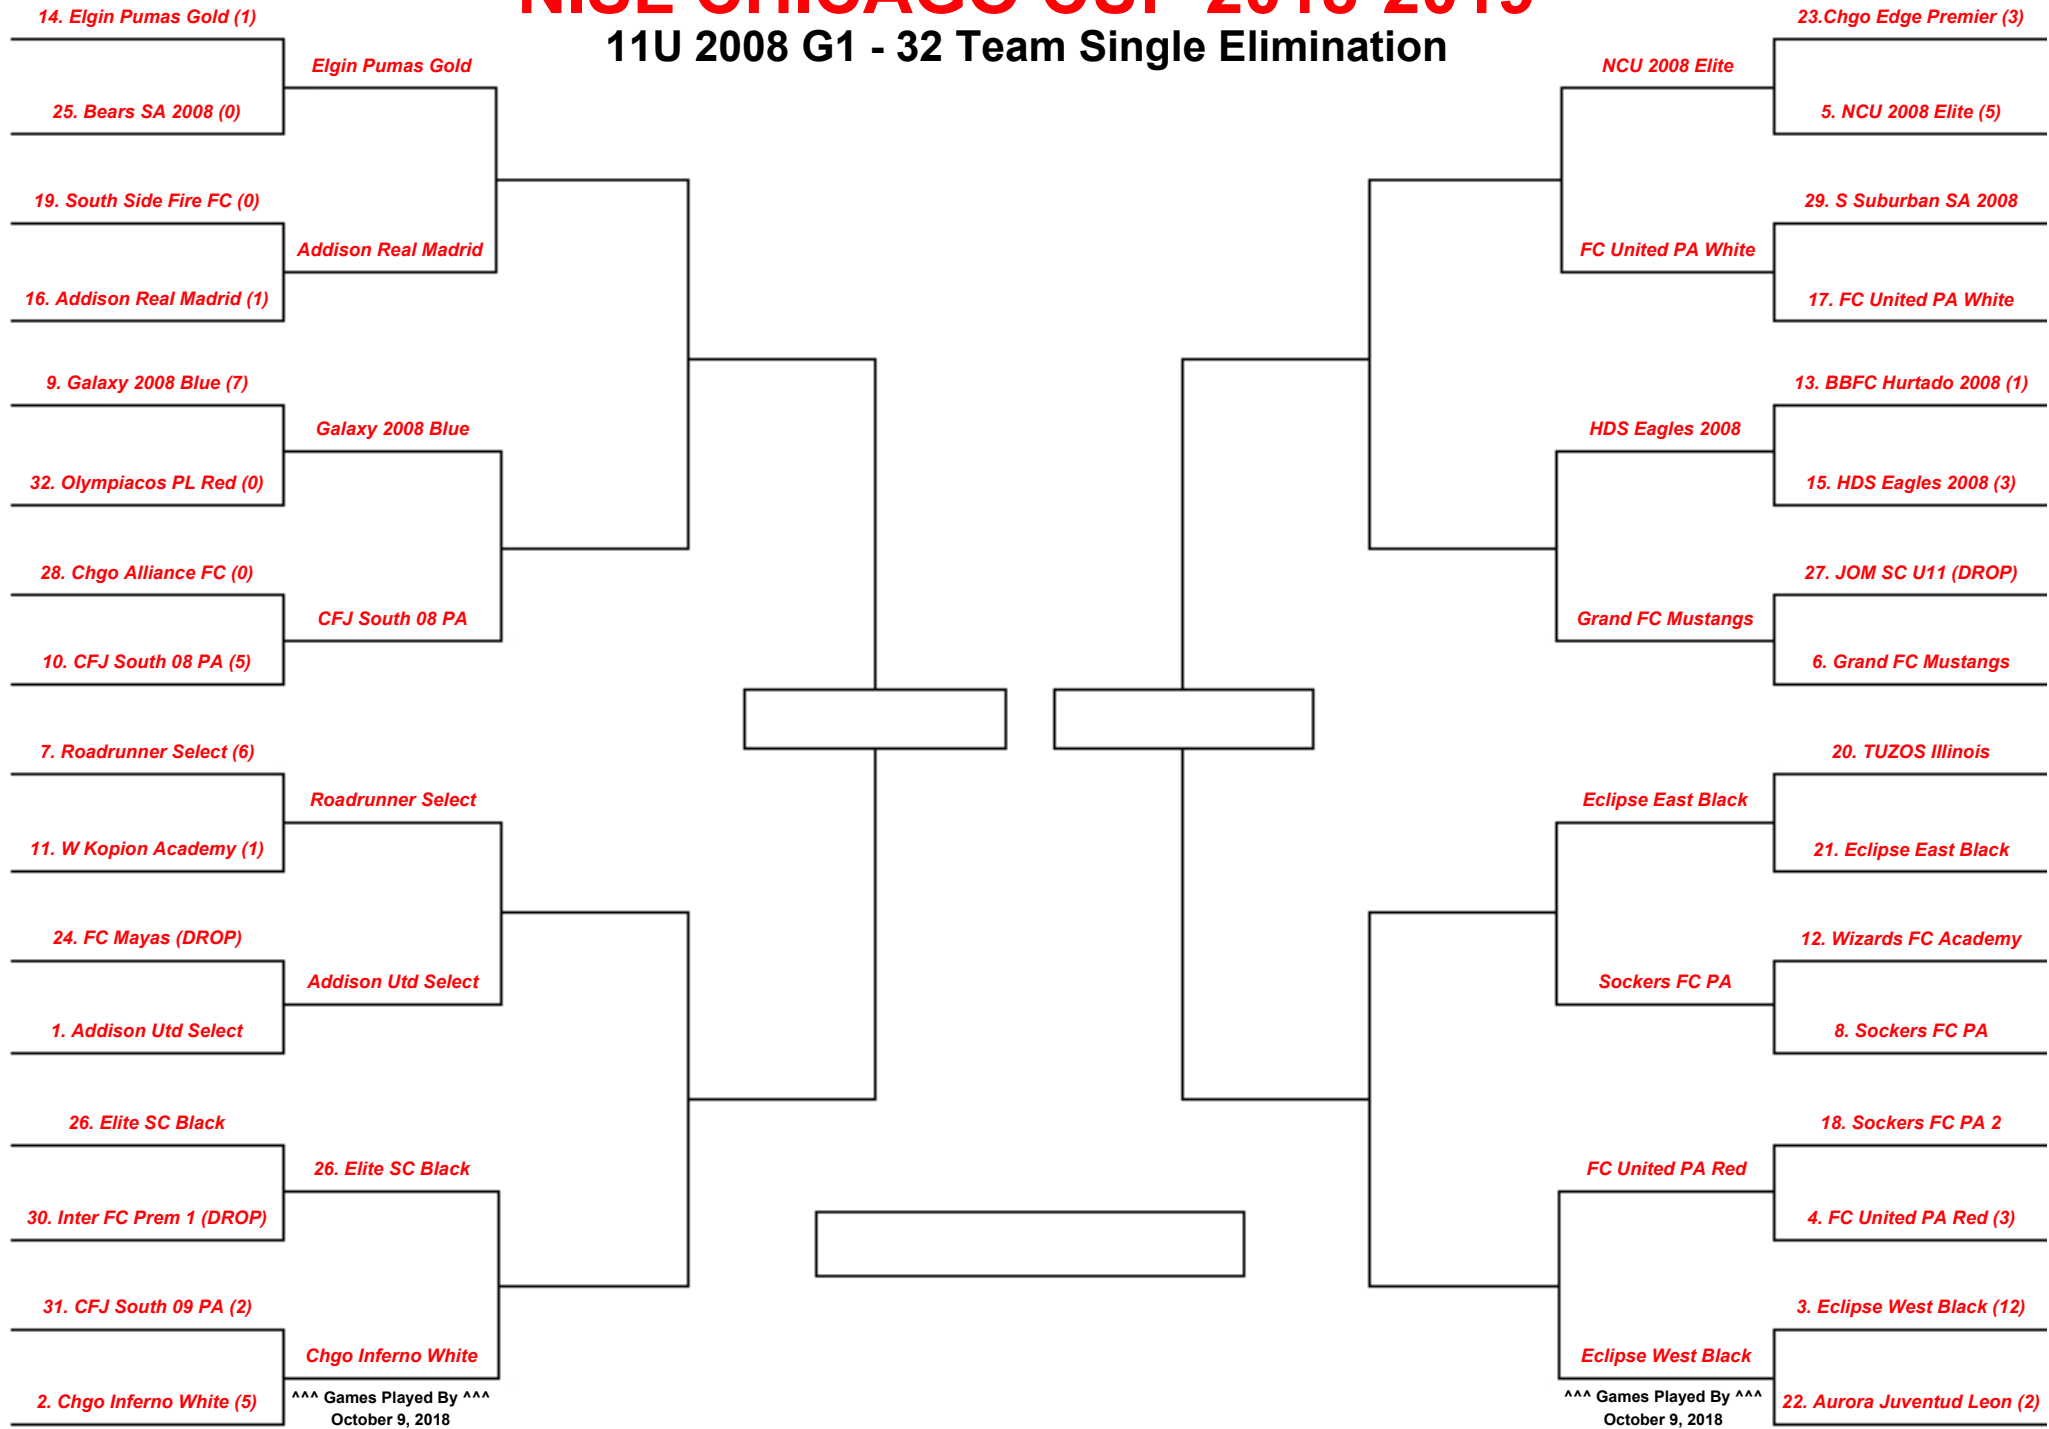 NISL CHICAGO CUP 2018-2019
11U 2008 G1 - 32 Team Single Elimination
14. Elgin Pumas Gold (1)
Elgin Pumas Gold
25. Bears SA 2008 (0)
19. South Side Fire FC (0)
Addison Real Madrid
16. Addison Real Madrid (1)
9. Galaxy 2008 Blue (7)
Galaxy 2008 Blue
32. Olympiacos PL Red (0)
28. Chgo Alliance FC (0)
CFJ South 08 PA
10. CFJ South 08 PA (5)
7. Roadrunner Select (6)
Roadrunner Select
11. W Kopion Academy (1)
24. FC Mayas (DROP)
Addison Utd Select
1. Addison Utd Select
26. Elite SC Black
26. Elite SC Black
30. Inter FC Prem 1 (DROP)
31. CFJ South 09 PA (2)
Chgo Inferno White
2. Chgo Inferno White (5)
^^^ Games Played By ^^^
October 9, 2018
23.Chgo Edge Premier (3)
NCU 2008 Elite
5. NCU 2008 Elite (5)
29. S Suburban SA 2008
FC United PA White
17. FC United PA White
13. BBFC Hurtado 2008 (1)
HDS Eagles 2008
15. HDS Eagles 2008 (3)
27. JOM SC U11 (DROP)
Grand FC Mustangs
6. Grand FC Mustangs
20. TUZOS Illinois
Eclipse East Black
21. Eclipse East Black
12. Wizards FC Academy
Sockers FC PA
8. Sockers FC PA
18. Sockers FC PA 2
FC United PA Red
4. FC United PA Red (3)
3. Eclipse West Black (12)
Eclipse West Black
22. Aurora Juventud Leon (2)
^^^ Games Played By ^^^
October 9, 2018